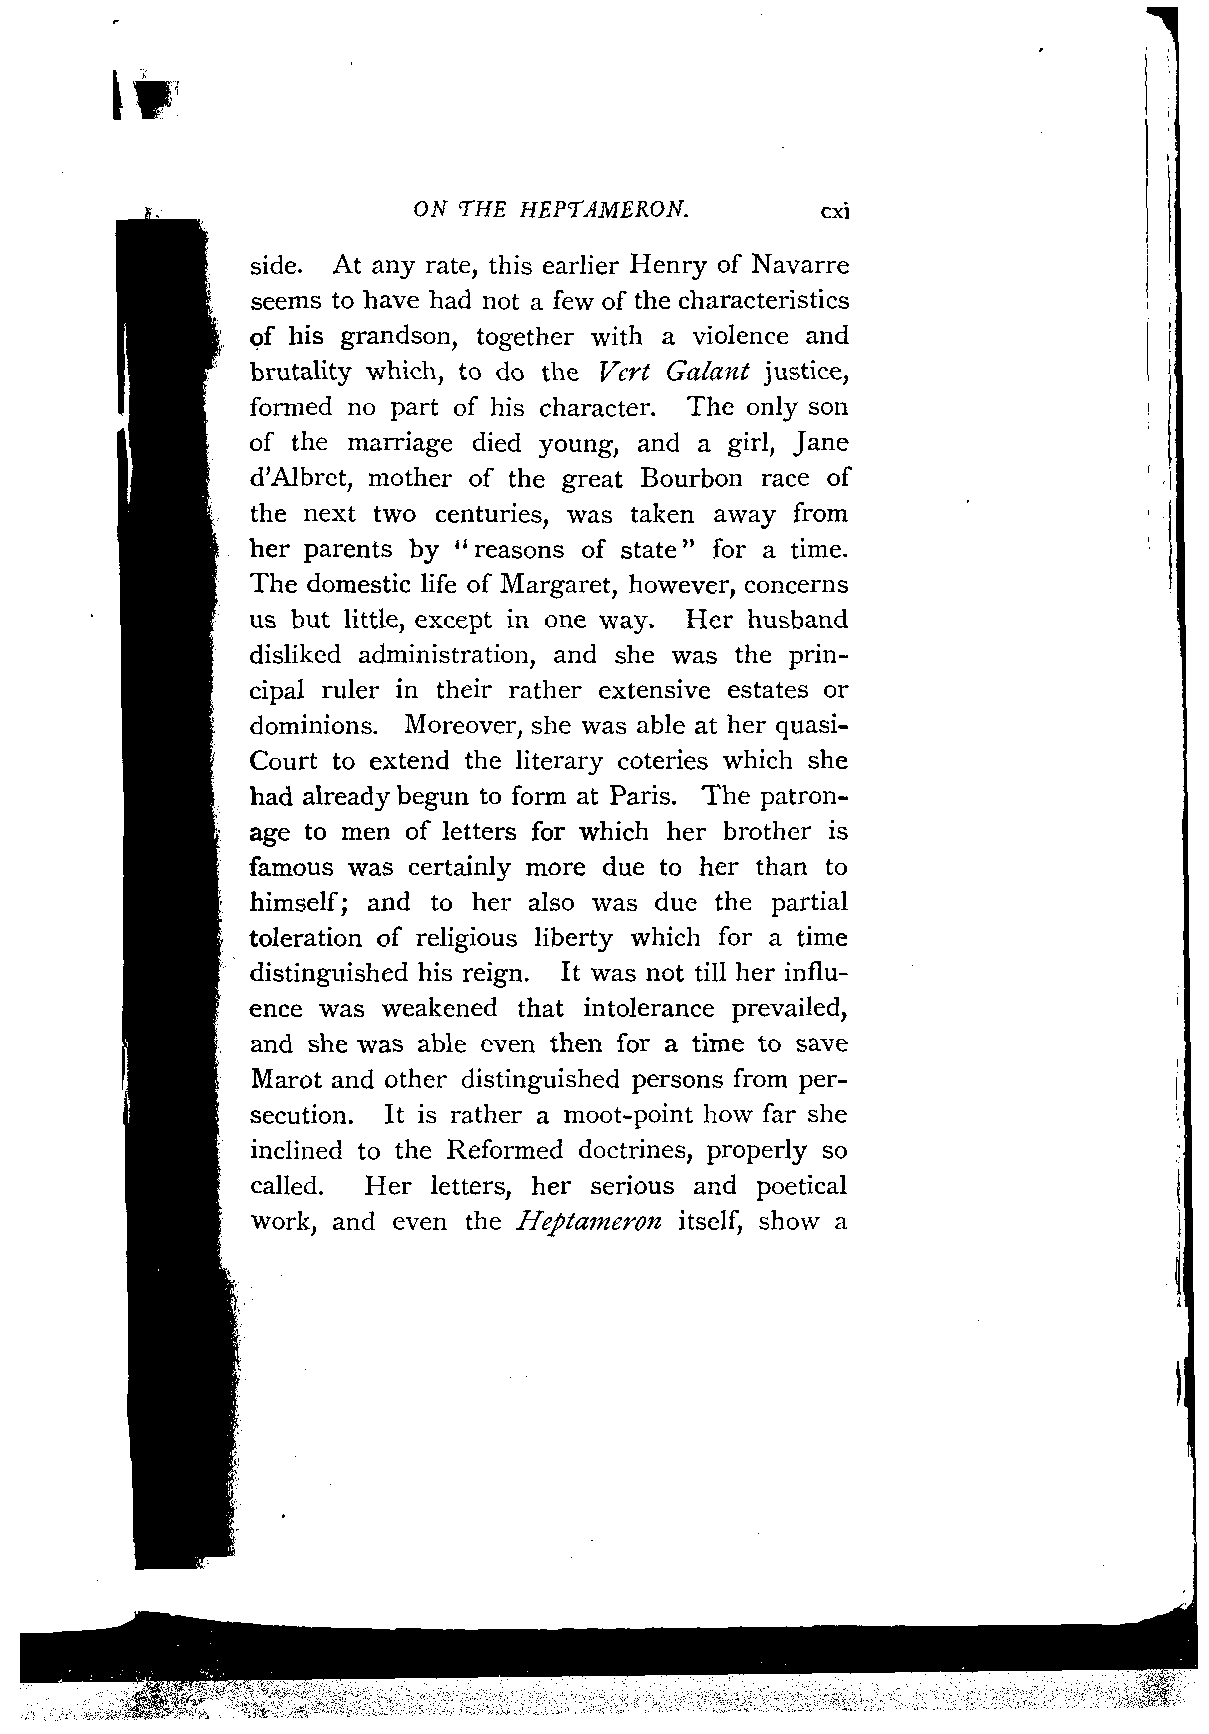 ON THE HEPTAMERON. cxi
side. At any rate, this earlier Henry of Navarre
seems to have had not a few of the characteristics
of his grandson, together with a violence and
brutality which, to do the Vert Galant justice,
formed no part of his character. The only son
of the marriage died young, and a girl, Jane
d'Albret, mother of the great Bourbon race of
the next two centuries, was taken away from
her parents by "reasons of state" for a time.
The domestic life of Margaret, however, concerns
us but little, except in one way. Her husband
disliked administration, and she was the prin-
cipal ruler in their rather extensive estates or
dominions. Moreover, she was able at her quasi-
Court to extend the literary coteries which she
had already begun to form at Paris. The patron-
age to men of letters for which her brother is
famous was certainly more due to her than to
himself; and to her also was due the partial
toleration of religious liberty which for a time
distinguished his reign. It was not till her influ-
ence was weakened that intolerance prevailed,
and she was able even then for a time to save
Marot and other distinguished persons from per-
secution. It is rather a moot-point how far she
inclined to the Reformed doctrines, properly so
called. Her letters, her serious and poetical
work, and even the Heptameron itself, show a